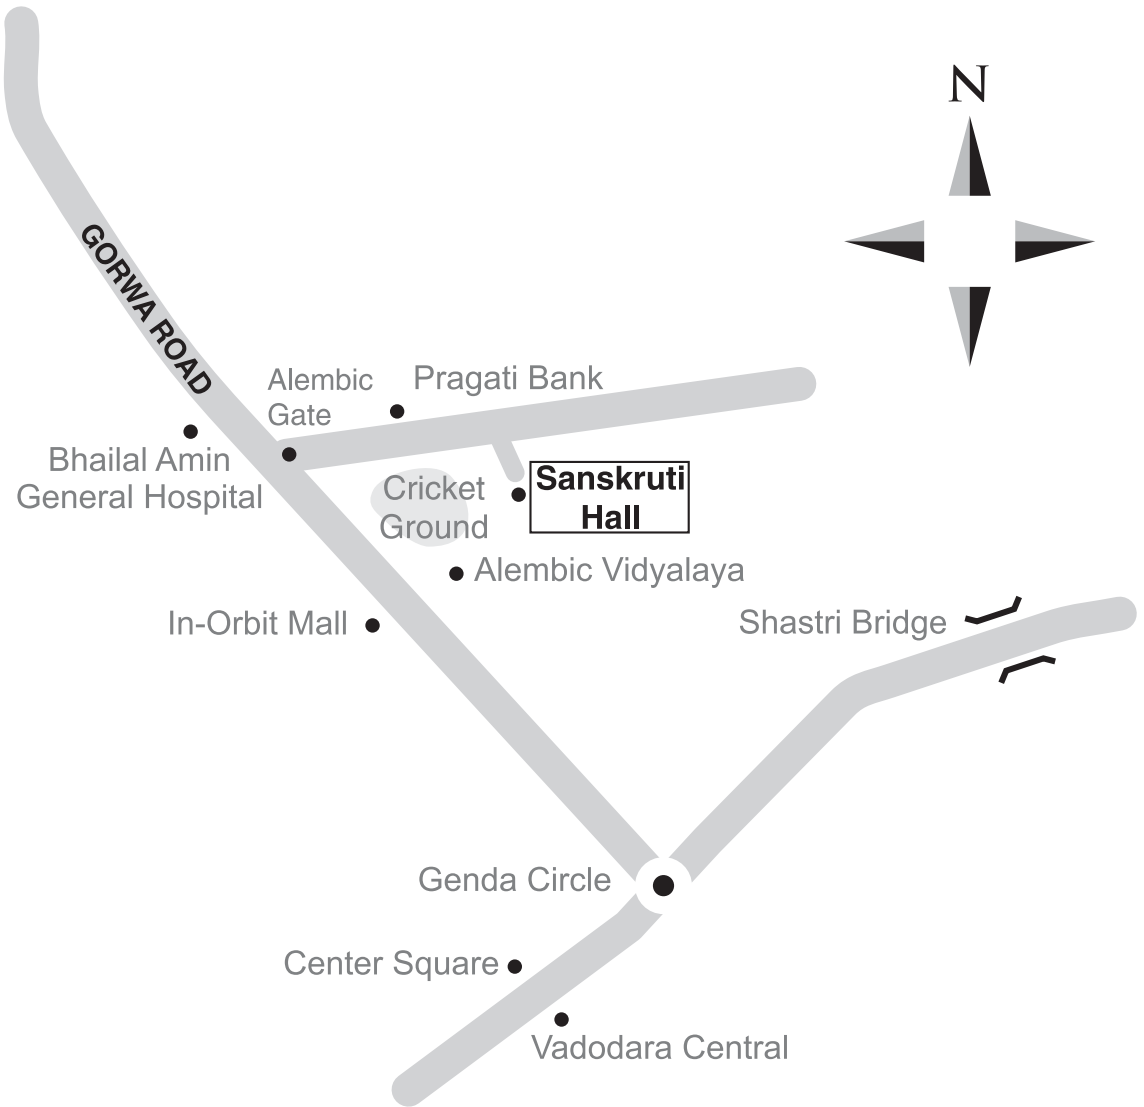 N
GORWA ROAD
Alembic
Gate
Pragati Bank
Bhailal Amin
General Hospital
Cricket
Ground
Sanskruti
Hall
Alembic Vidyalaya
In-Orbit Mall
Shastri Bridge
Genda Circle
Center Square
Vadodara Central